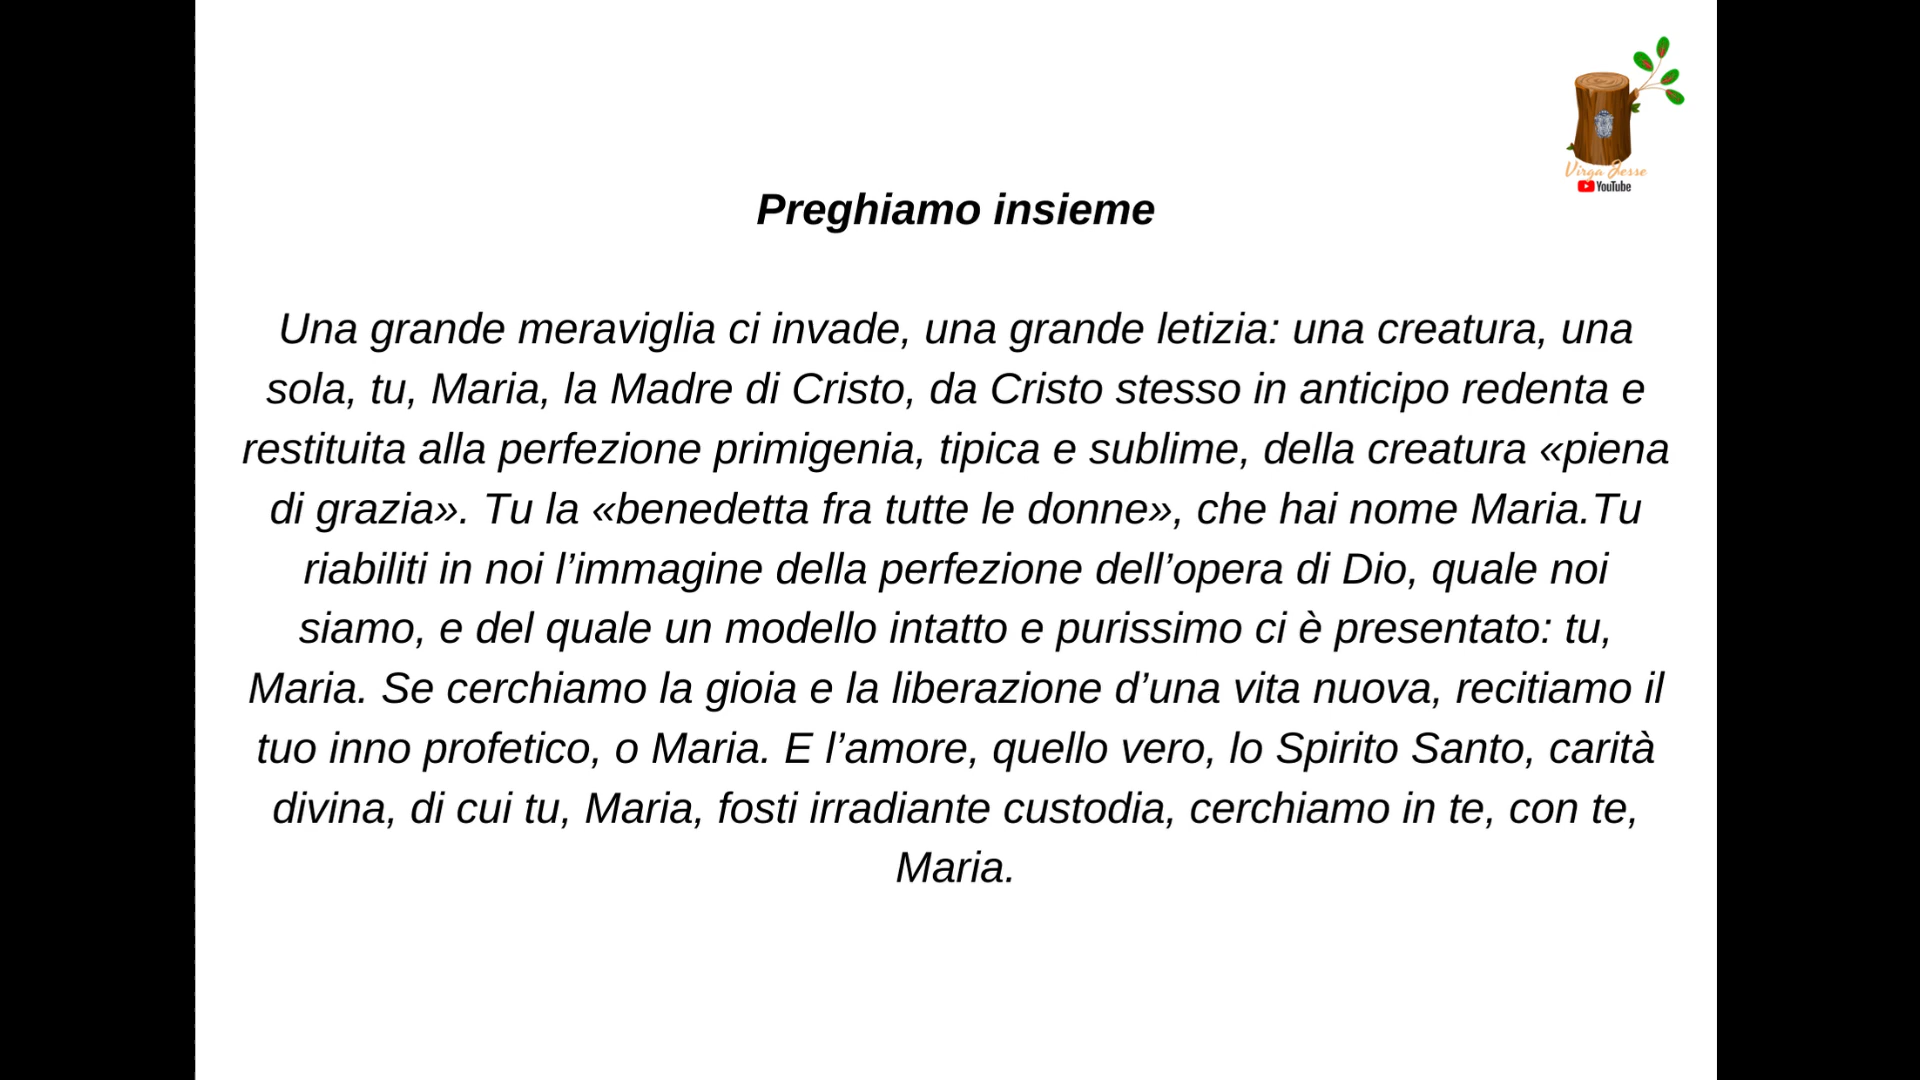 Virga Jesse
YouTube
Preghiamo insieme
Una grande meraviglia ci invade, una grande letizia: una creatura, una
sola, tu, Maria, la Madre di Cristo, da Cristo stesso in anticipo redenta e
restituita alla perfezione primigenia, tipica e sublime, della creatura «piena
di grazia». Tu la «benedetta fra tutte le donne», che hai nome Maria.Tu
riabiliti in noi l’immagine della perfezione dell’opera di Dio, quale noi
siamo, e del quale un modello intatto e purissimo ci è presentato: tu,
Maria. Se cerchiamo la gioia e la liberazione d’una vita nuova, recitiamo il
tuo inno profetico, o Maria. E l’amore, quello vero, lo Spirito Santo, carità
divina, di cui tu, Maria, fosti irradiante custodia, cerchiamo in te, con te,
Maria.